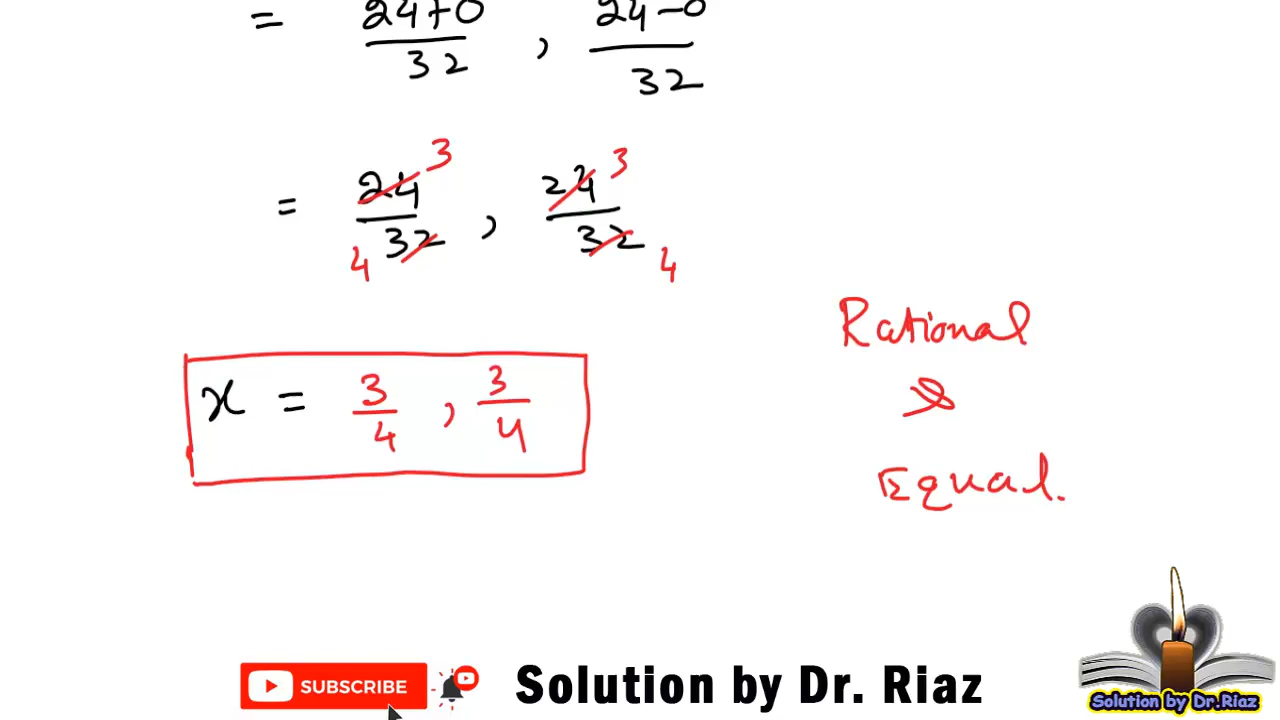 = 24+0/32 , 24-0/32
= 24/32 , 24/32
3 3
4 4
x = 3/4 , 3/4
Rational
&
Equal.
SUBSCRIBE
Solution by Dr. Riaz
Solution by Dr.Riaz